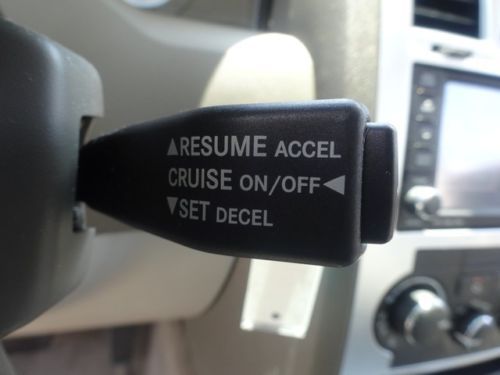 ▲RESUME ACCEL
CRUISE ON/OFF◀
▼SET DECEL